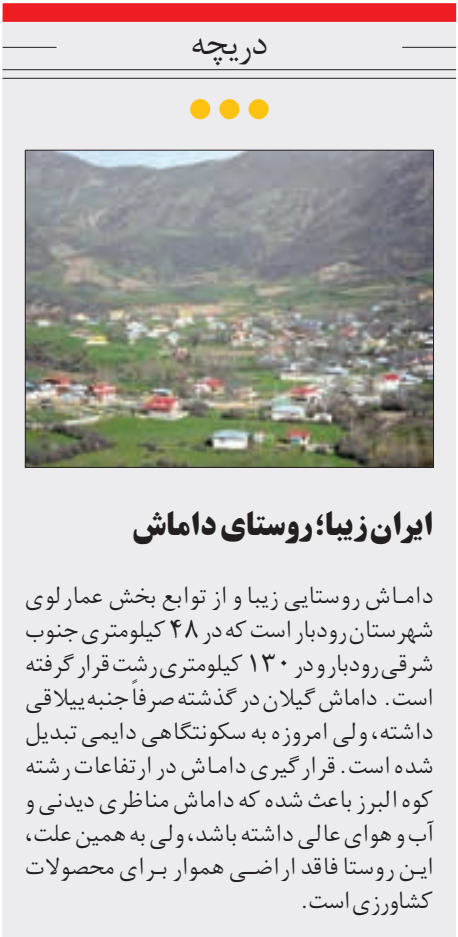 دریچه
ایران زیبا؛ روستای داماش
داماش روستایی زیبا و از توابع بخش عمارلوی
شهرستان رودبار است که در ۴۸ کیلومتری جنوب
شرقی رودبار و در ۱۳۰ کیلومتری رشت قرار گرفته
است. داماش گیلان در گذشته صرفاً جنبه ییلاقی
داشته، ولی امروزه به سکونتگاهی دایمی تبدیل
شده است. قرار گیری داماش در ارتفاعات رشته
کوه البرز باعث شده که داماش مناظری دیدنی و
آب و هوای عالی داشته باشد، ولی به همین علت،
این روستا فاقد اراضی هموار برای محصولات
کشاورزی است.